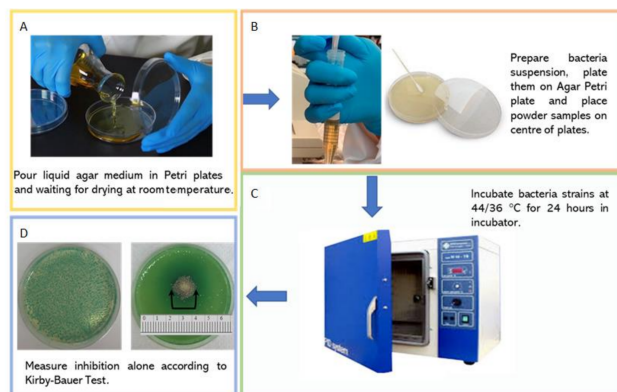 A
Pour liquid agar medium in Petri plates
and waiting for drying at room temperature.
B
Prepare bacteria
suspension, plate
them on Agar Petri
plate and place
powder samples on
centre of plates.
C
Incubate bacteria strains at
44/36 °C for 24 hours in
incubator.
D
Measure inhibition alone according to
Kirby-Bauer Test.